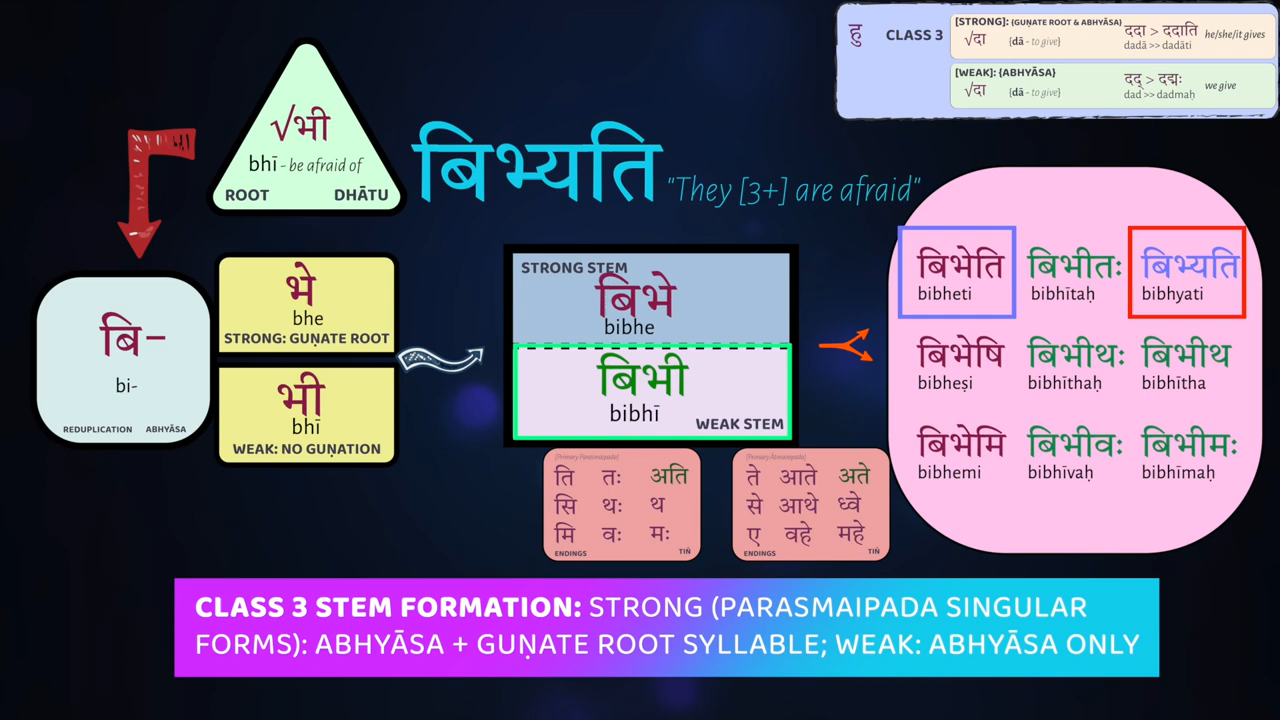 हु CLASS 3
[STRONG]: {GUṆATE ROOT & ABHYĀSA}
√दा {dā - to give} ददा > ददाति he/she/it gives
dadā >> dadāti
[WEAK]: {ABHYĀSA}
√दा {dā - to give} दद् > दद्मः we give
dad >> dadmaḥ
√भी
bhī - be afraid of
ROOT DHĀTU
बिभ्यति "They [3+] are afraid"
बि–
bi-
REDUPLICATION ABHYĀSA
भे
bhe
STRONG: GUṆATE ROOT
भी
bhī
WEAK: NO GUṆATION
STRONG STEM
बिभे
bibhe
बिभी
bibhī
WEAK STEM
[Primary Parasmaipada]
ति तः अति
सि थः थ
मि वः मः
ENDINGS TIṄ
[Primary Ātmanepada]
ते आते अते
से आथे ध्वे
ए वहे महे
ENDINGS TIṄ
बिभेति बिभीतः बिभ्यति
bibheti bibhītaḥ bibhyati
बिभेषि बिभीथः बिभीथ
bibheṣi bibhīthaḥ bibhītha
बिभेमि बिभीवः बिभीमः
bibhemi bibhīvaḥ bibhīmaḥ
CLASS 3 STEM FORMATION: STRONG (PARASMAIPADA SINGULAR
FORMS): ABHYĀSA + GUṆATE ROOT SYLLABLE; WEAK: ABHYĀSA ONLY